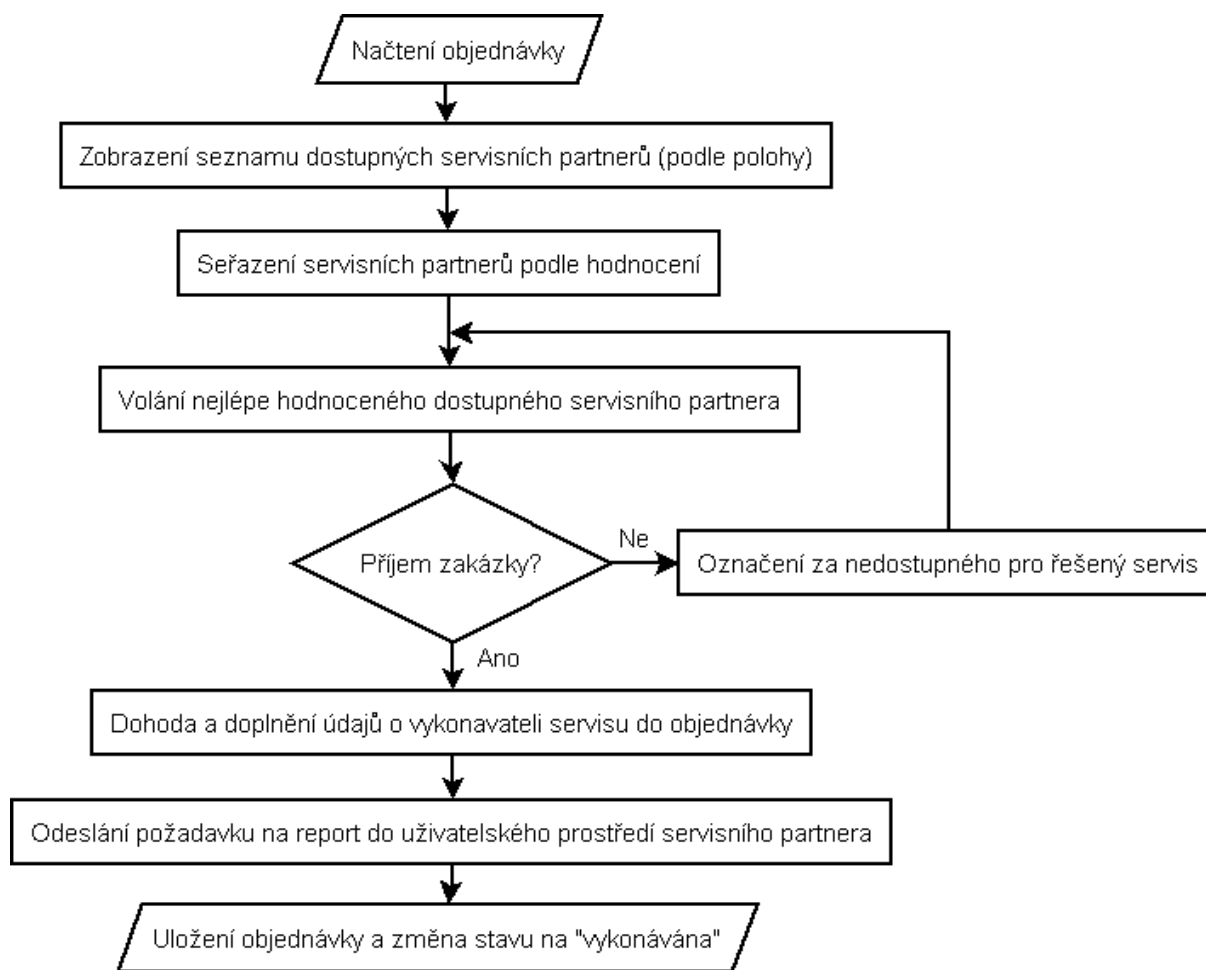 Načtení objednávky
Zobrazení seznamu dostupných servisních partnerů (podle polohy)
Seřazení servisních partnerů podle hodnocení
Volání nejlépe hodnoceného dostupného servisního partnera
Příjem zakázky?
Ne
Označení za nedostupného pro řešený servis
Ano
Dohoda a doplnění údajů o vykonavateli servisu do objednávky
Odeslání požadavku na report do uživatelského prostředí servisního partnera
Uložení objednávky a změna stavu na "vykonávána"